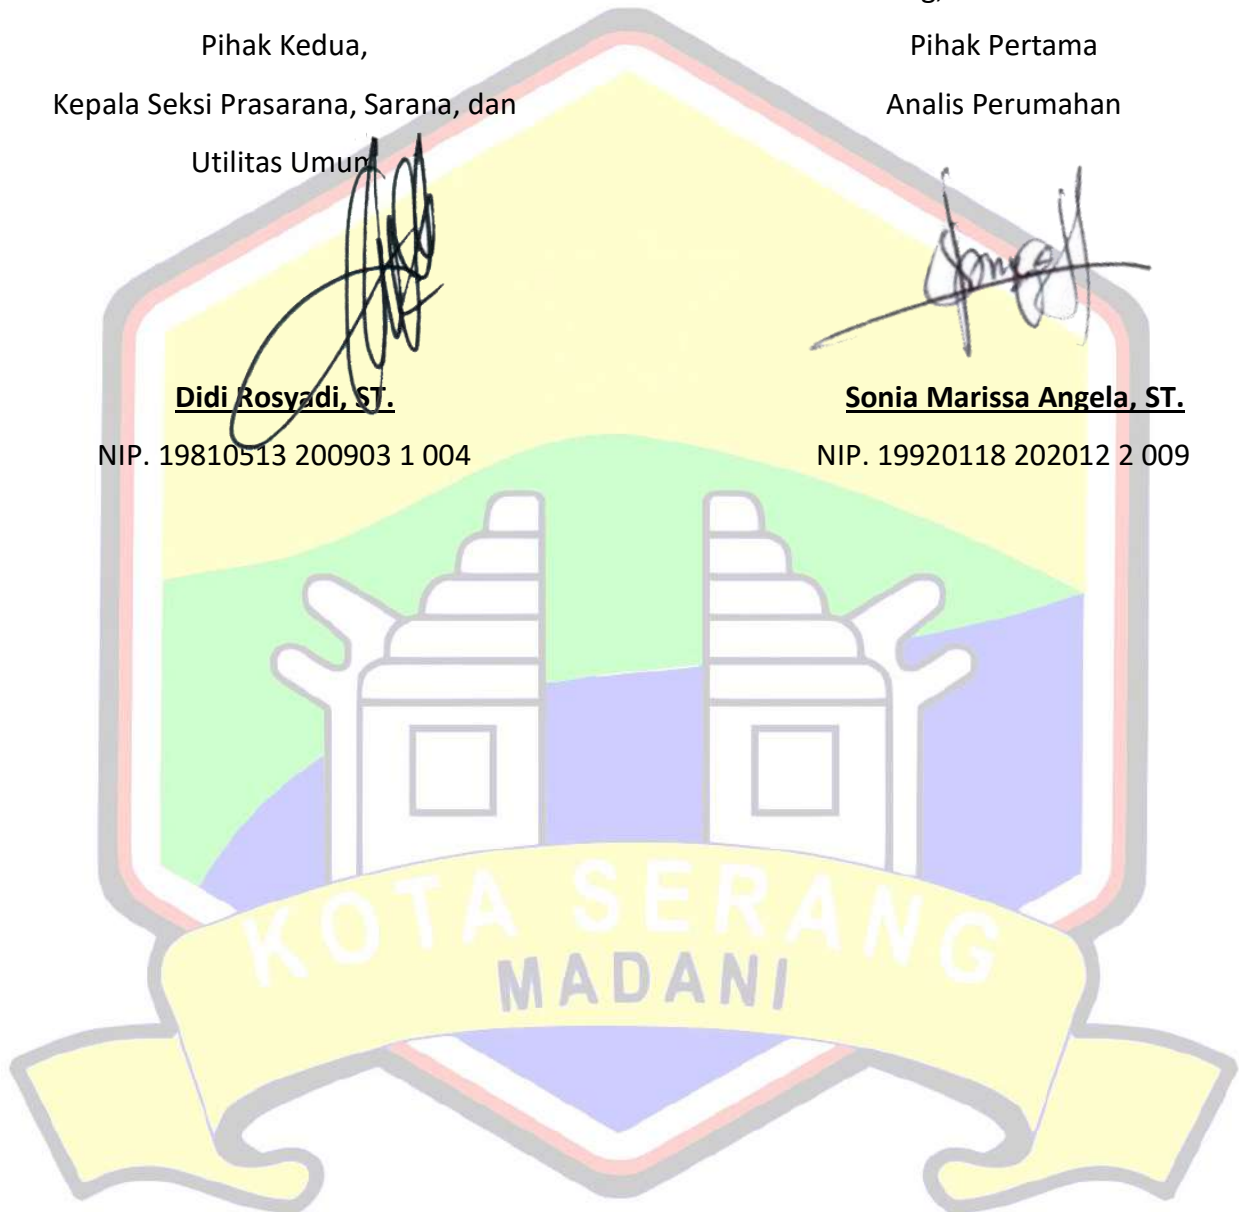 Pihak Kedua,
Kepala Seksi Prasarana, Sarana, dan
Utilitas Umum
Didi Rosyadi, ST.
NIP. 19810513 200903 1 004
Pihak Pertama
Analis Perumahan
Sonia Marissa Angela, ST.
NIP. 19920118 202012 2 009
KOTA SERANG
MADANI